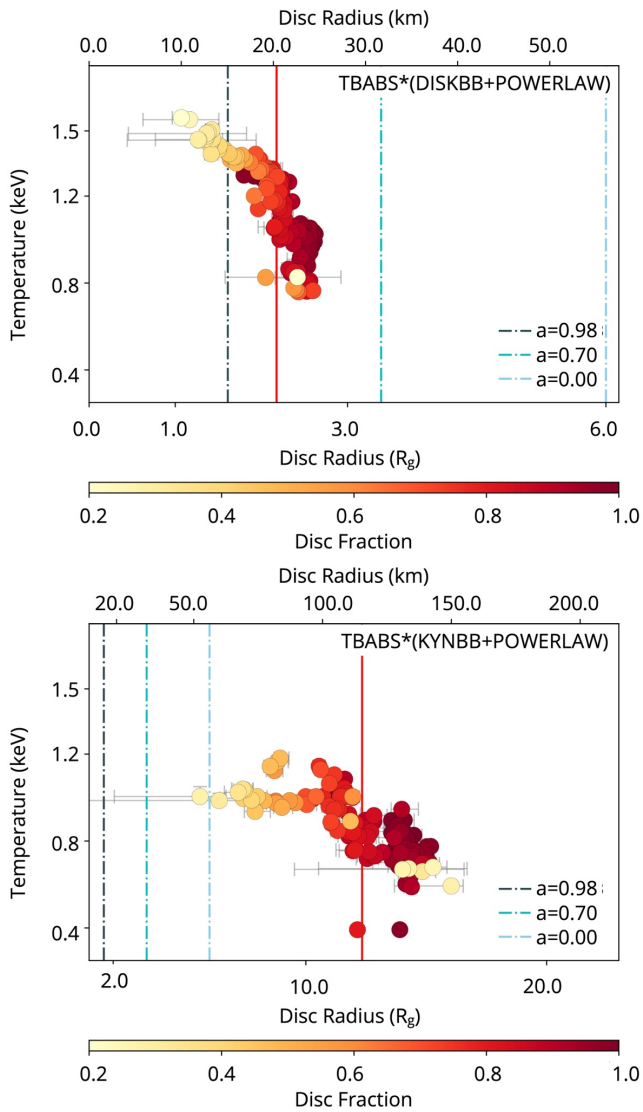 Disc Radius (km)
0.0 10.0 20.0 30.0 40.0 50.0
TBABS*(DISKBB+POWERLAW)
1.5
1.2
0.8
0.4
Temperature (keV)
a=0.98
a=0.70
a=0.00
0.0 1.0 3.0 6.0
Disc Radius (Rg)
0.2 0.4 0.6 0.8 1.0
Disc Fraction
Disc Radius (km)
20.0 50.0 100.0 150.0 200.0
TBABS*(KYNBB+POWERLAW)
1.5
1.2
0.8
0.4
Temperature (keV)
a=0.98
a=0.70
a=0.00
2.0 10.0 20.0
Disc Radius (Rg)
0.2 0.4 0.6 0.8 1.0
Disc Fraction